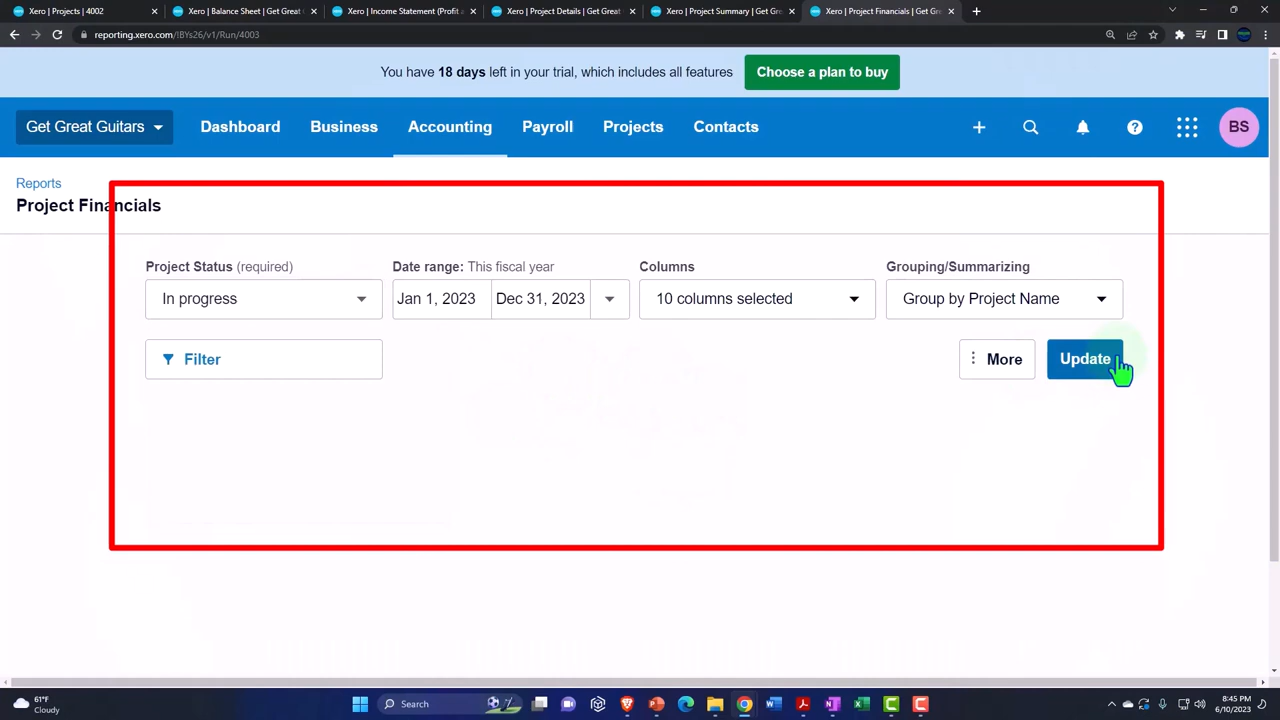 Xero | Projects | 4002
Xero | Balance Sheet | Get Great
Xero | Income Statement (Profit a
Xero | Project Details | Get Great
Xero | Project Summary | Get Gre
Xero | Project Financials | Get Gre
reporting.xero.com/!BYs26/v1/Run/4003
You have 18 days left in your trial, which includes all features
Choose a plan to buy
Get Great Guitars
Dashboard
Business
Accounting
Payroll
Projects
Contacts
BS
Reports
Project Financials
Project Status (required)
Date range: This fiscal year
Columns
Grouping/Summarizing
In progress
Jan 1, 2023
Dec 31, 2023
10 columns selected
Group by Project Name
Filter
More
Update
61°F
Cloudy
Search
8:45 PM
6/10/2023